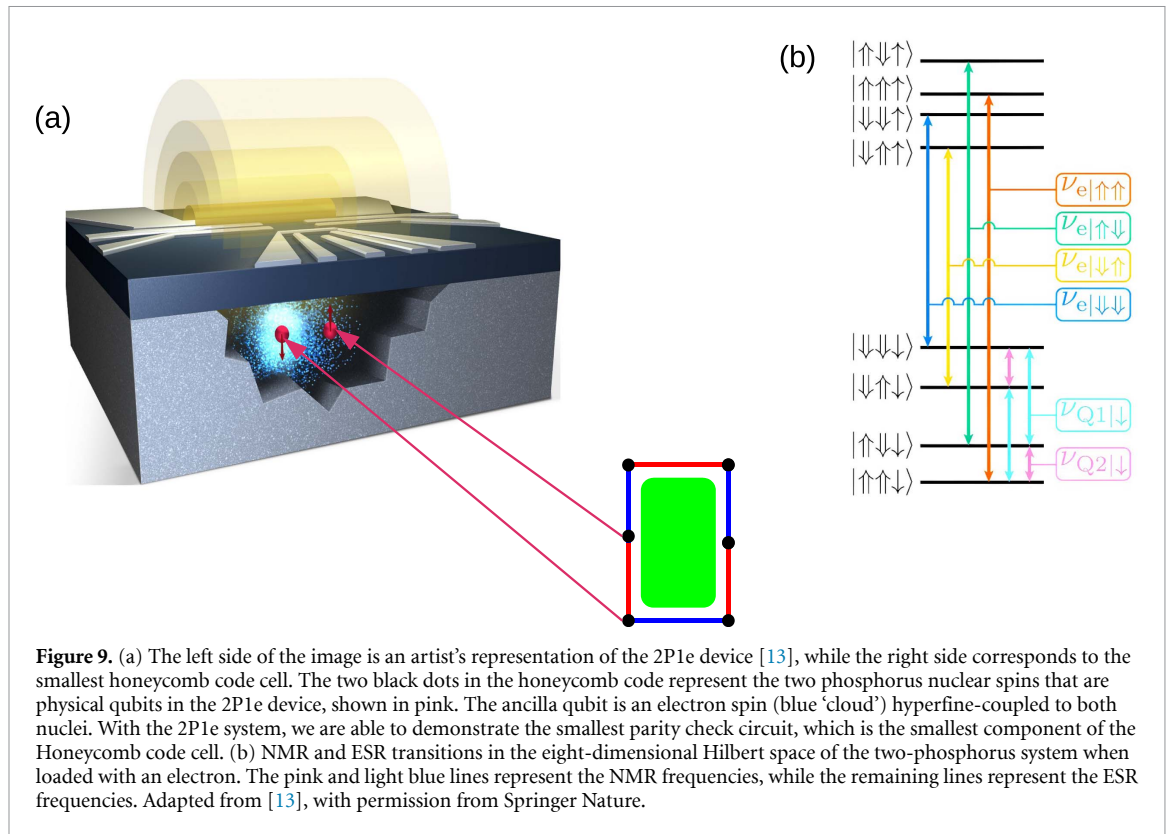 (a)
(b)
|⇑⇓↑⟩
|⇑⇑↑⟩
|⇓⇓↑⟩
|⇓⇑↑⟩
νe|⇑⇑
νe|⇑⇓
νe|⇓⇑
νe|⇓⇓
|⇓⇓↓⟩
|⇓⇑↓⟩
νQ1|↓
|⇑⇓↓⟩
νQ2|↓
|⇑⇑↓⟩
Figure 9. (a) The left side of the image is an artist's representation of the 2P1e device [13], while the right side corresponds to the
smallest honeycomb code cell. The two black dots in the honeycomb code represent the two phosphorus nuclear spins that are
physical qubits in the 2P1e device, shown in pink. The ancilla qubit is an electron spin (blue 'cloud') hyperfine-coupled to both
nuclei. With the 2P1e system, we are able to demonstrate the smallest parity check circuit, which is the smallest component of the
Honeycomb code cell. (b) NMR and ESR transitions in the eight-dimensional Hilbert space of the two-phosphorus system when
loaded with an electron. The pink and light blue lines represent the NMR frequencies, while the remaining lines represent the ESR
frequencies. Adapted from [13], with permission from Springer Nature.